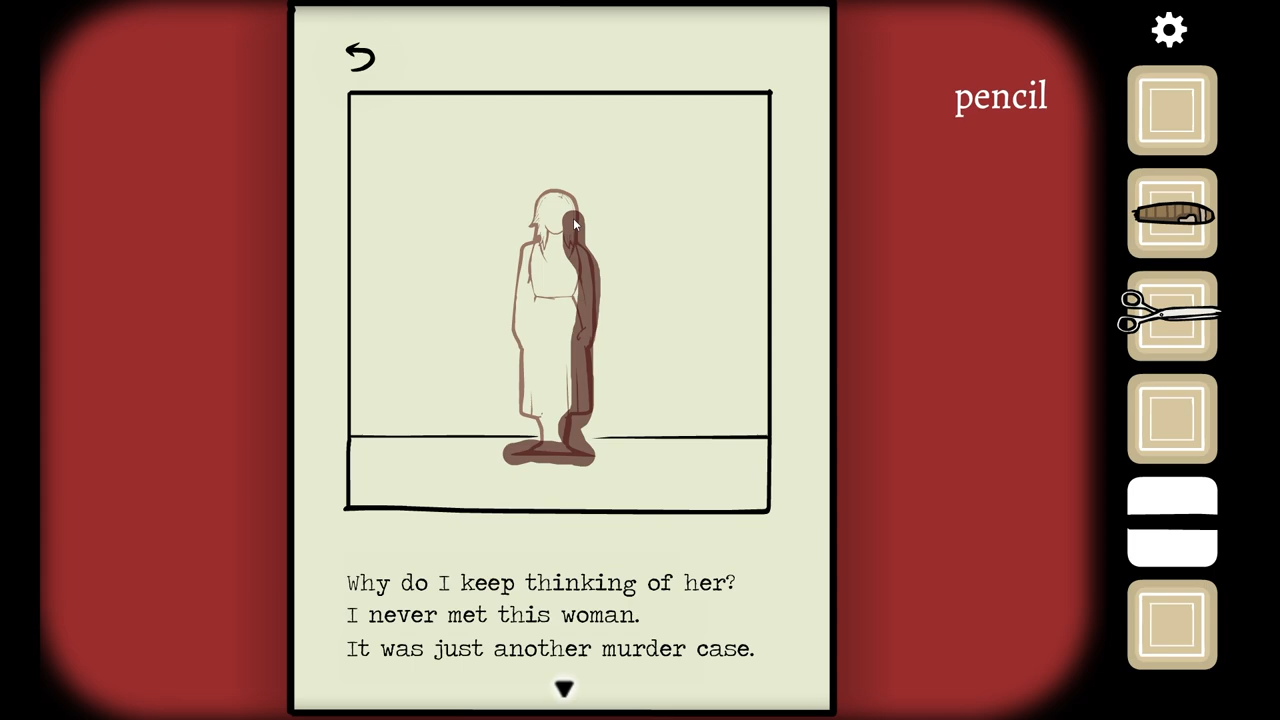 pencil
Why do I keep thinking of her?
I never met this woman.
It was just another murder case.